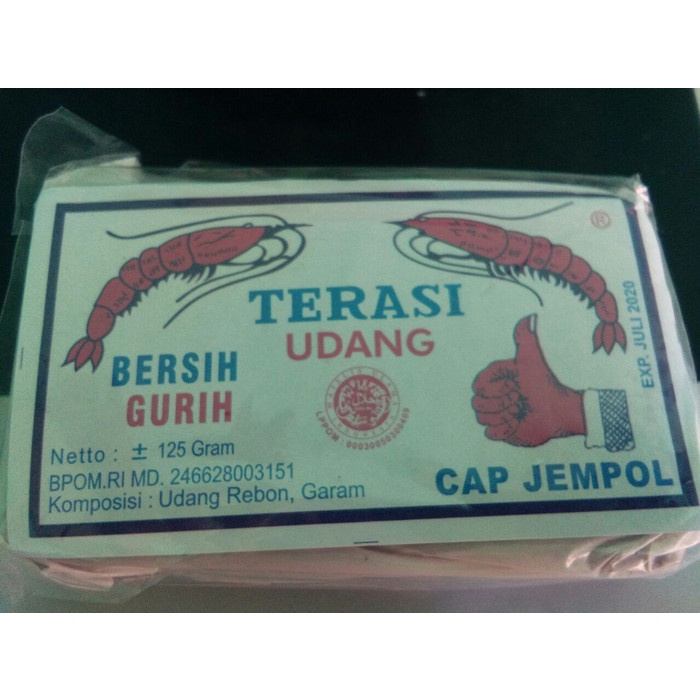 ®
TERASI
UDANG
BERSIH
GURIH
EXP. JULI 2020
Netto : ± 125 Gram
BPOM.RI MD. 246628003151
Komposisi : Udang Rebon, Garam
CAP JEMPOL